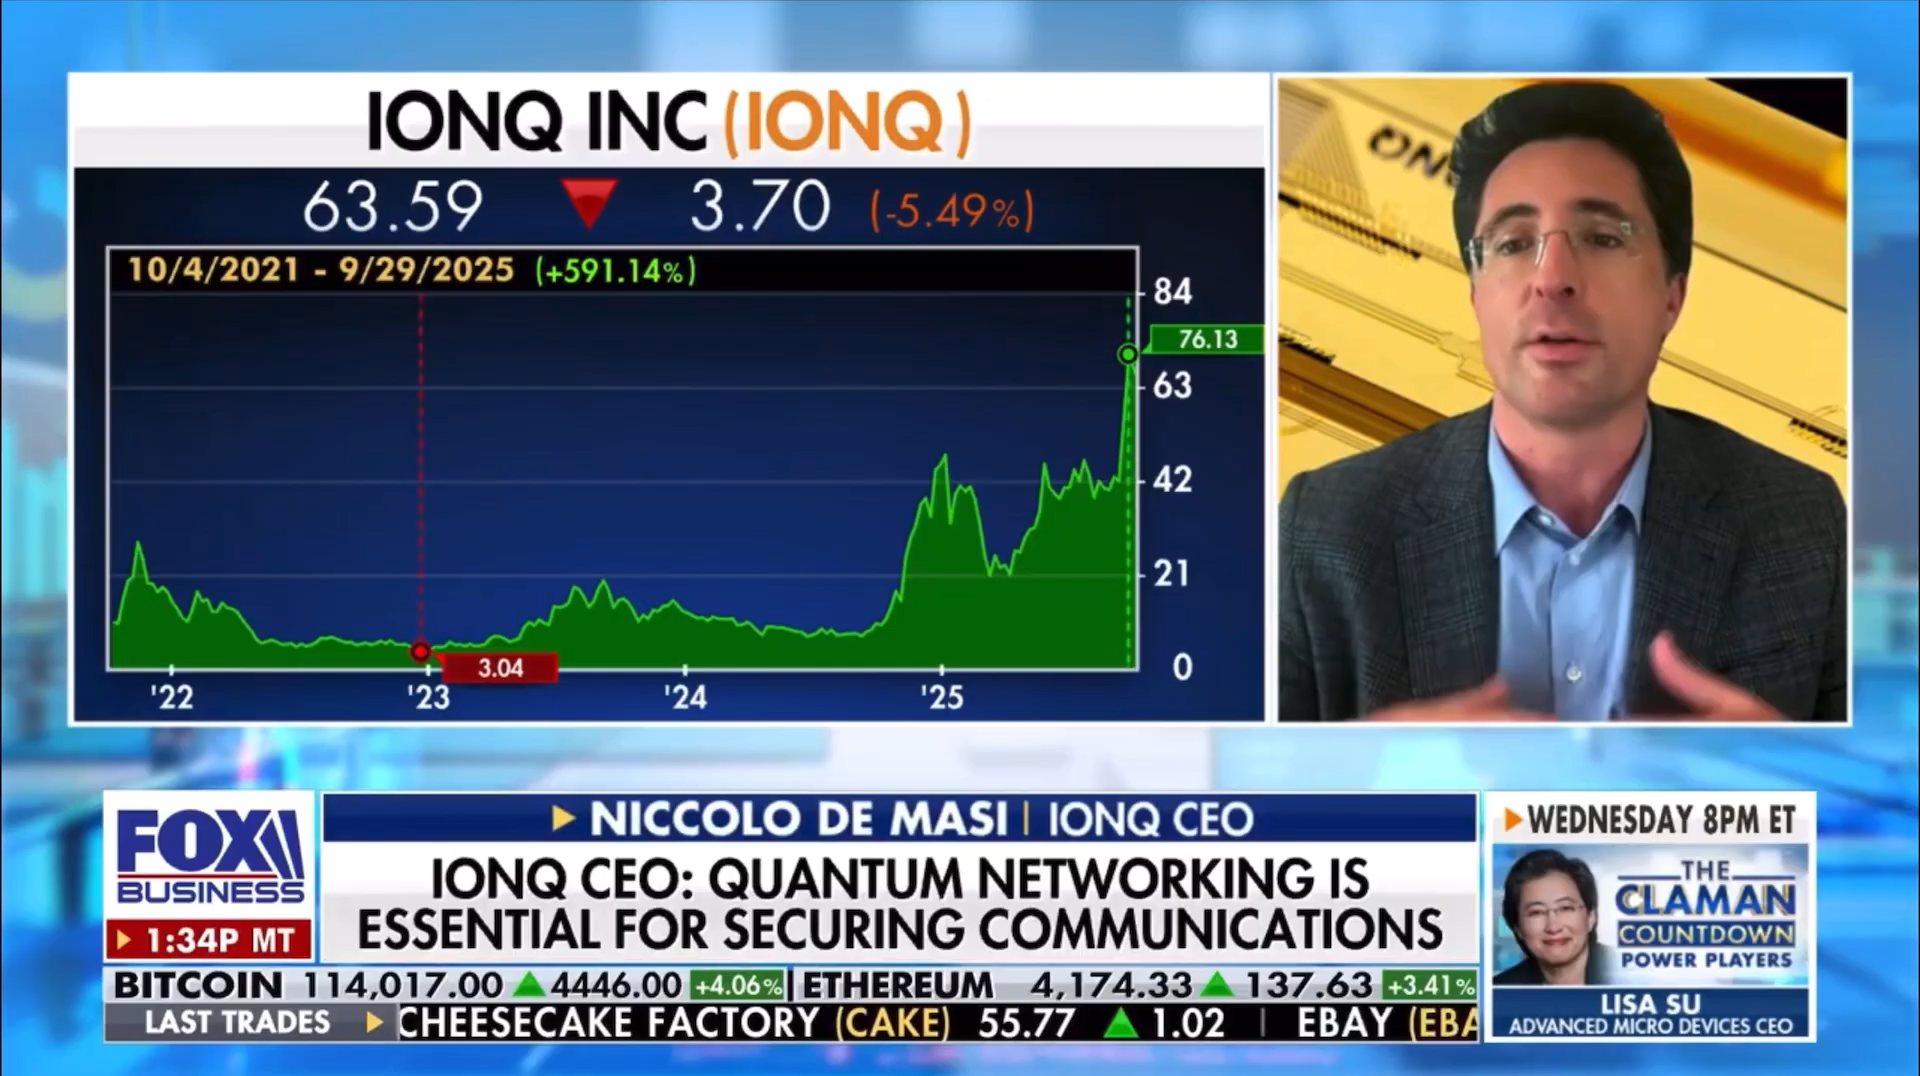 IONQ INC (IONQ)
63.59 ▼ 3.70 (-5.49%)
10/4/2021 - 9/29/2025 (+591.14%)
84
76.13
63
42
21
0
3.04
'22 '23 '24 '25
FOX
BUSINESS
1:34P MT
NICCOLO DE MASI | IONQ CEO
IONQ CEO: QUANTUM NETWORKING IS
ESSENTIAL FOR SECURING COMMUNICATIONS
BITCOIN 114,017.00 ▲ 4446.00 +4.06% ETHEREUM 4,174.33 ▲ 137.63 +3.41%
LAST TRADES CHEESECAKE FACTORY (CAKE) 55.77 ▲ 1.02 | EBAY (EBA
WEDNESDAY 8PM ET
THE
CLAMAN
COUNTDOWN
POWER PLAYERS
LISA SU
ADVANCED MICRO DEVICES CEO